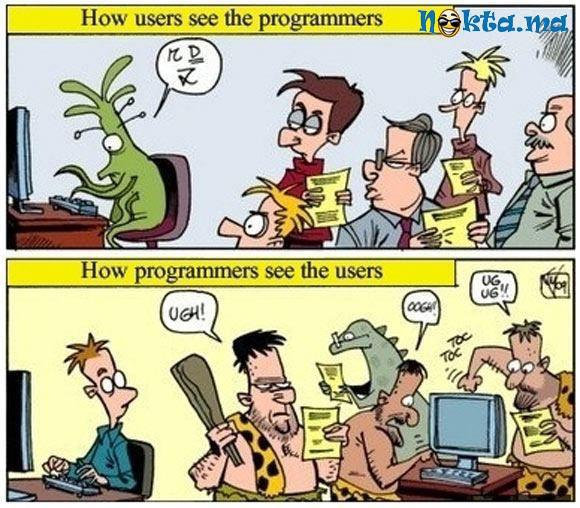 How users see the programmers
Nokta.ma
How programmers see the users
UGH!
OOGH!
UG
UG!!
TOC
TOC